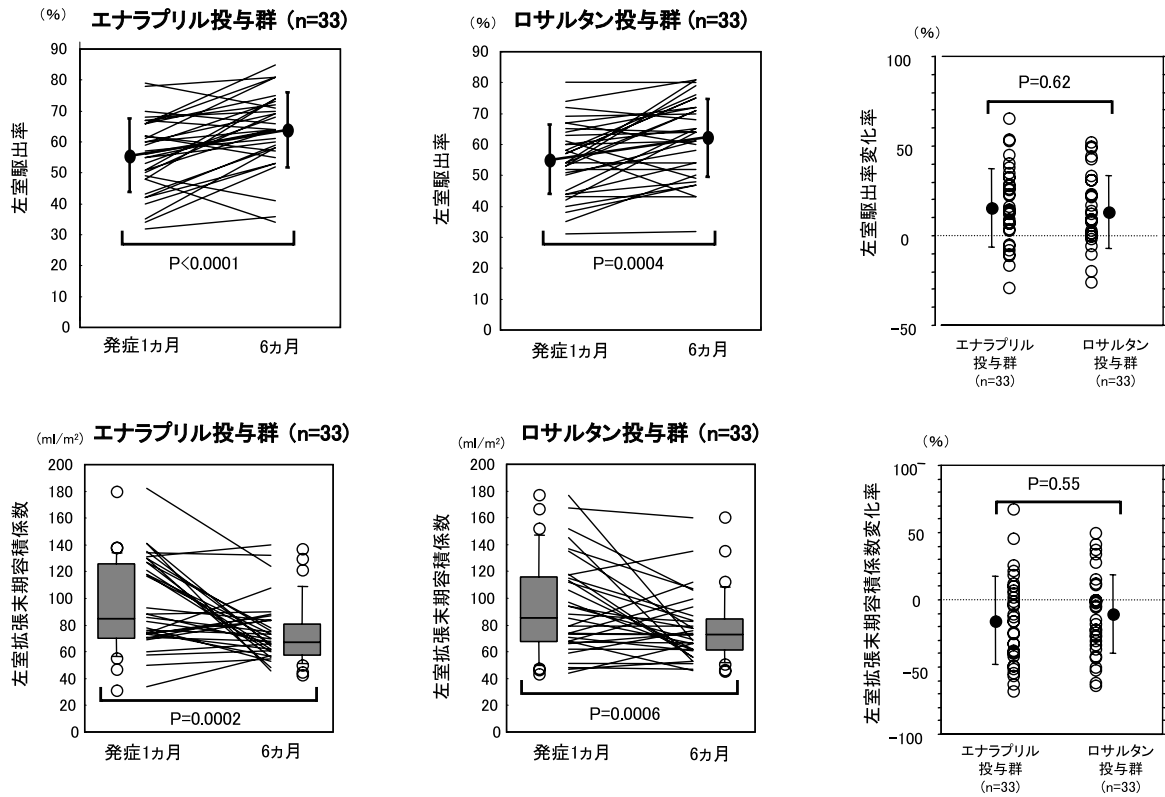 (%) エナラプリル投与群 (n=33)
左室駆出率
90
80
70
60
50
40
30
20
10
0
P<0.0001
発症1ヵ月 6ヵ月
(%) ロサルタン投与群 (n=33)
左室駆出率
90
80
70
60
50
40
30
20
10
0
P=0.0004
発症1ヵ月 6ヵ月
(%)
左室駆出率変化率
100
50
0
-50
P=0.62
エナラプリル
投与群
(n=33)
ロサルタン
投与群
(n=33)
(ml/m²) エナラプリル投与群 (n=33)
左室拡張末期容積係数
200
180
160
140
120
100
80
60
40
20
0
P=0.0002
発症1ヵ月 6ヵ月
(ml/m²) ロサルタン投与群 (n=33)
左室拡張末期容積係数
200
180
160
140
120
100
80
60
40
20
0
P=0.0006
発症1ヵ月 6ヵ月
(%)
左室拡張末期容積係数変化率
100
50
0
-50
-100
P=0.55
エナラプリル
投与群
(n=33)
ロサルタン
投与群
(n=33)